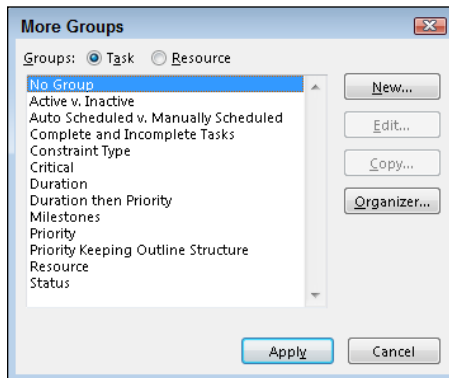 More Groups
Groups: Task Resource
No Group
Active v. Inactive
Auto Scheduled v. Manually Scheduled
Complete and Incomplete Tasks
Constraint Type
Critical
Duration
Duration then Priority
Milestones
Priority
Priority Keeping Outline Structure
Resource
Status
New...
Edit...
Copy...
Organizer...
Apply Cancel